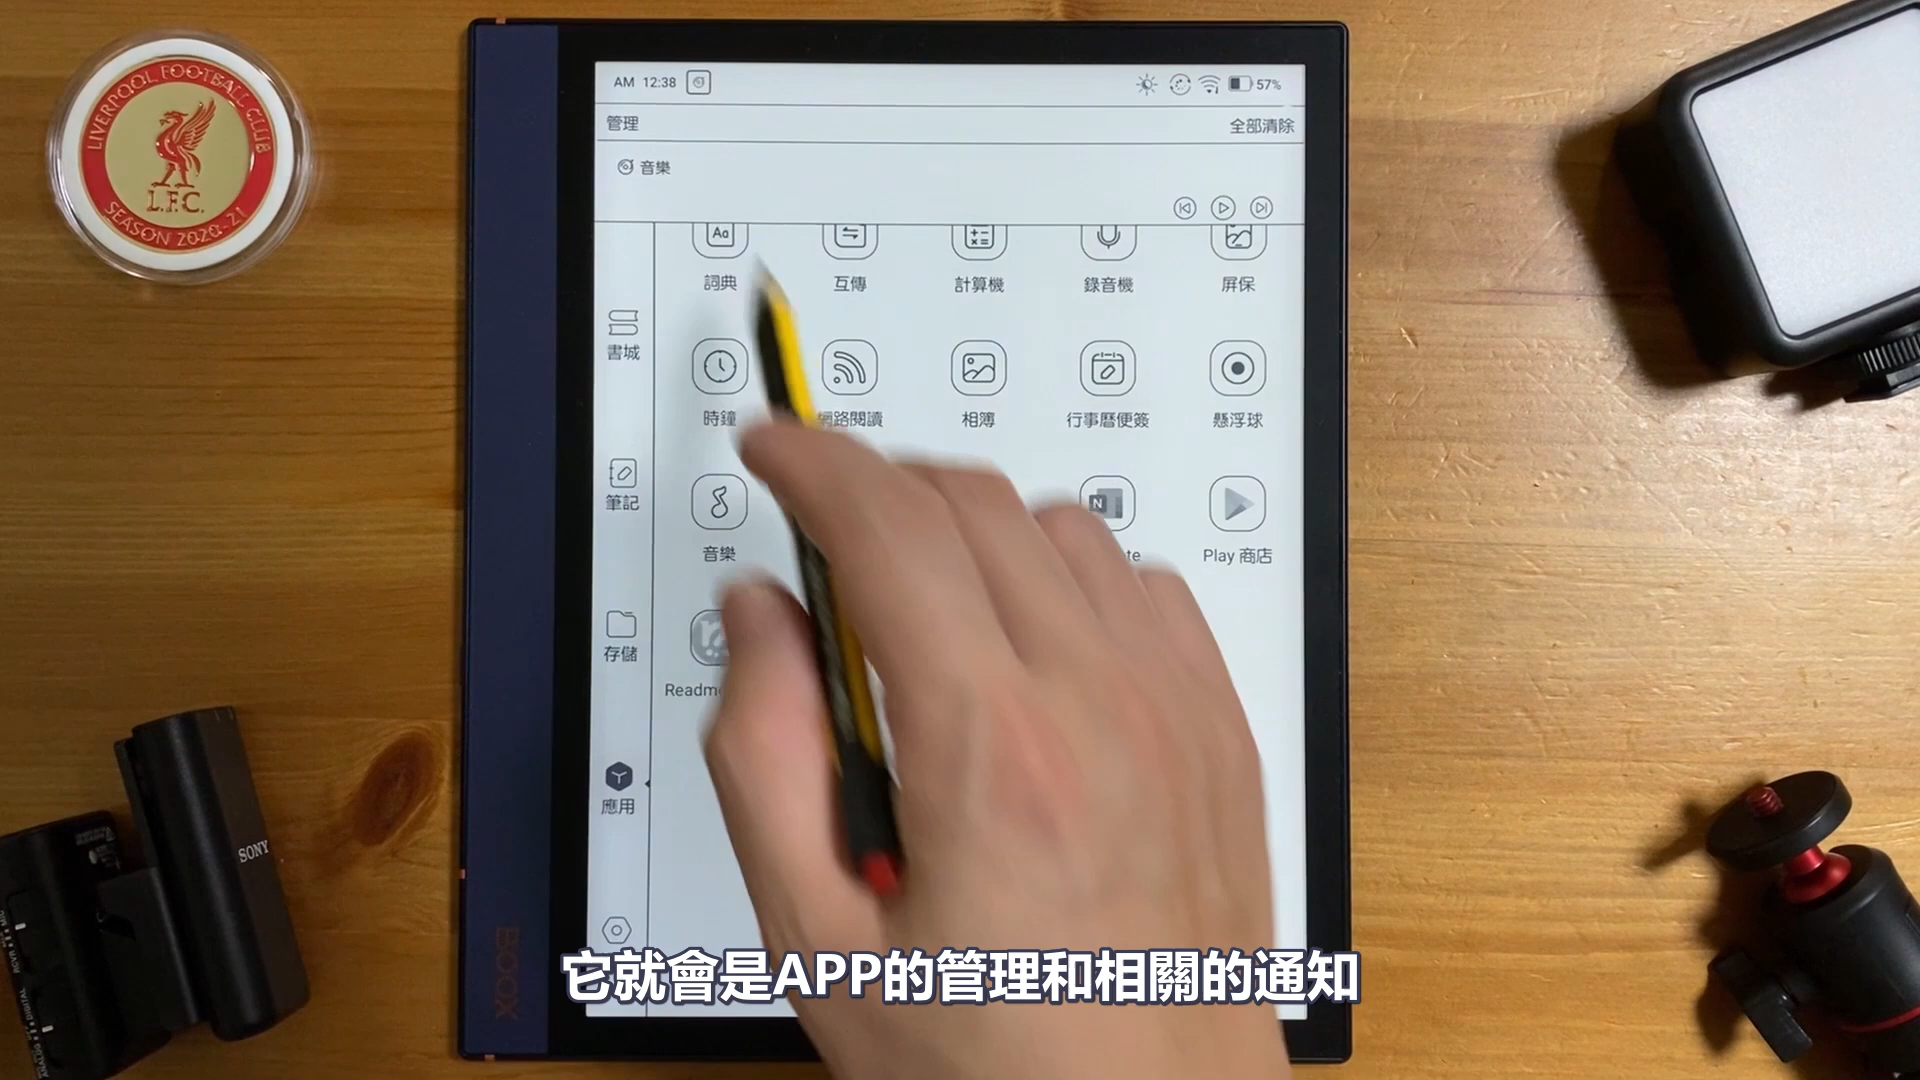 LIVERPOOL FOOTBALL CLUB
L.F.C.
SEASON 2020-21
AM 12:38
57%
管理
全部清除
音樂
Aa
詞典
互傳
計算機
錄音機
屏保
書城
時鐘
網路閱讀
相簿
行事曆便簽
懸浮球
筆記
音樂
N
Play 商店
存儲
應用
SONY
BOOX
它就會是APP的管理和相關的通知